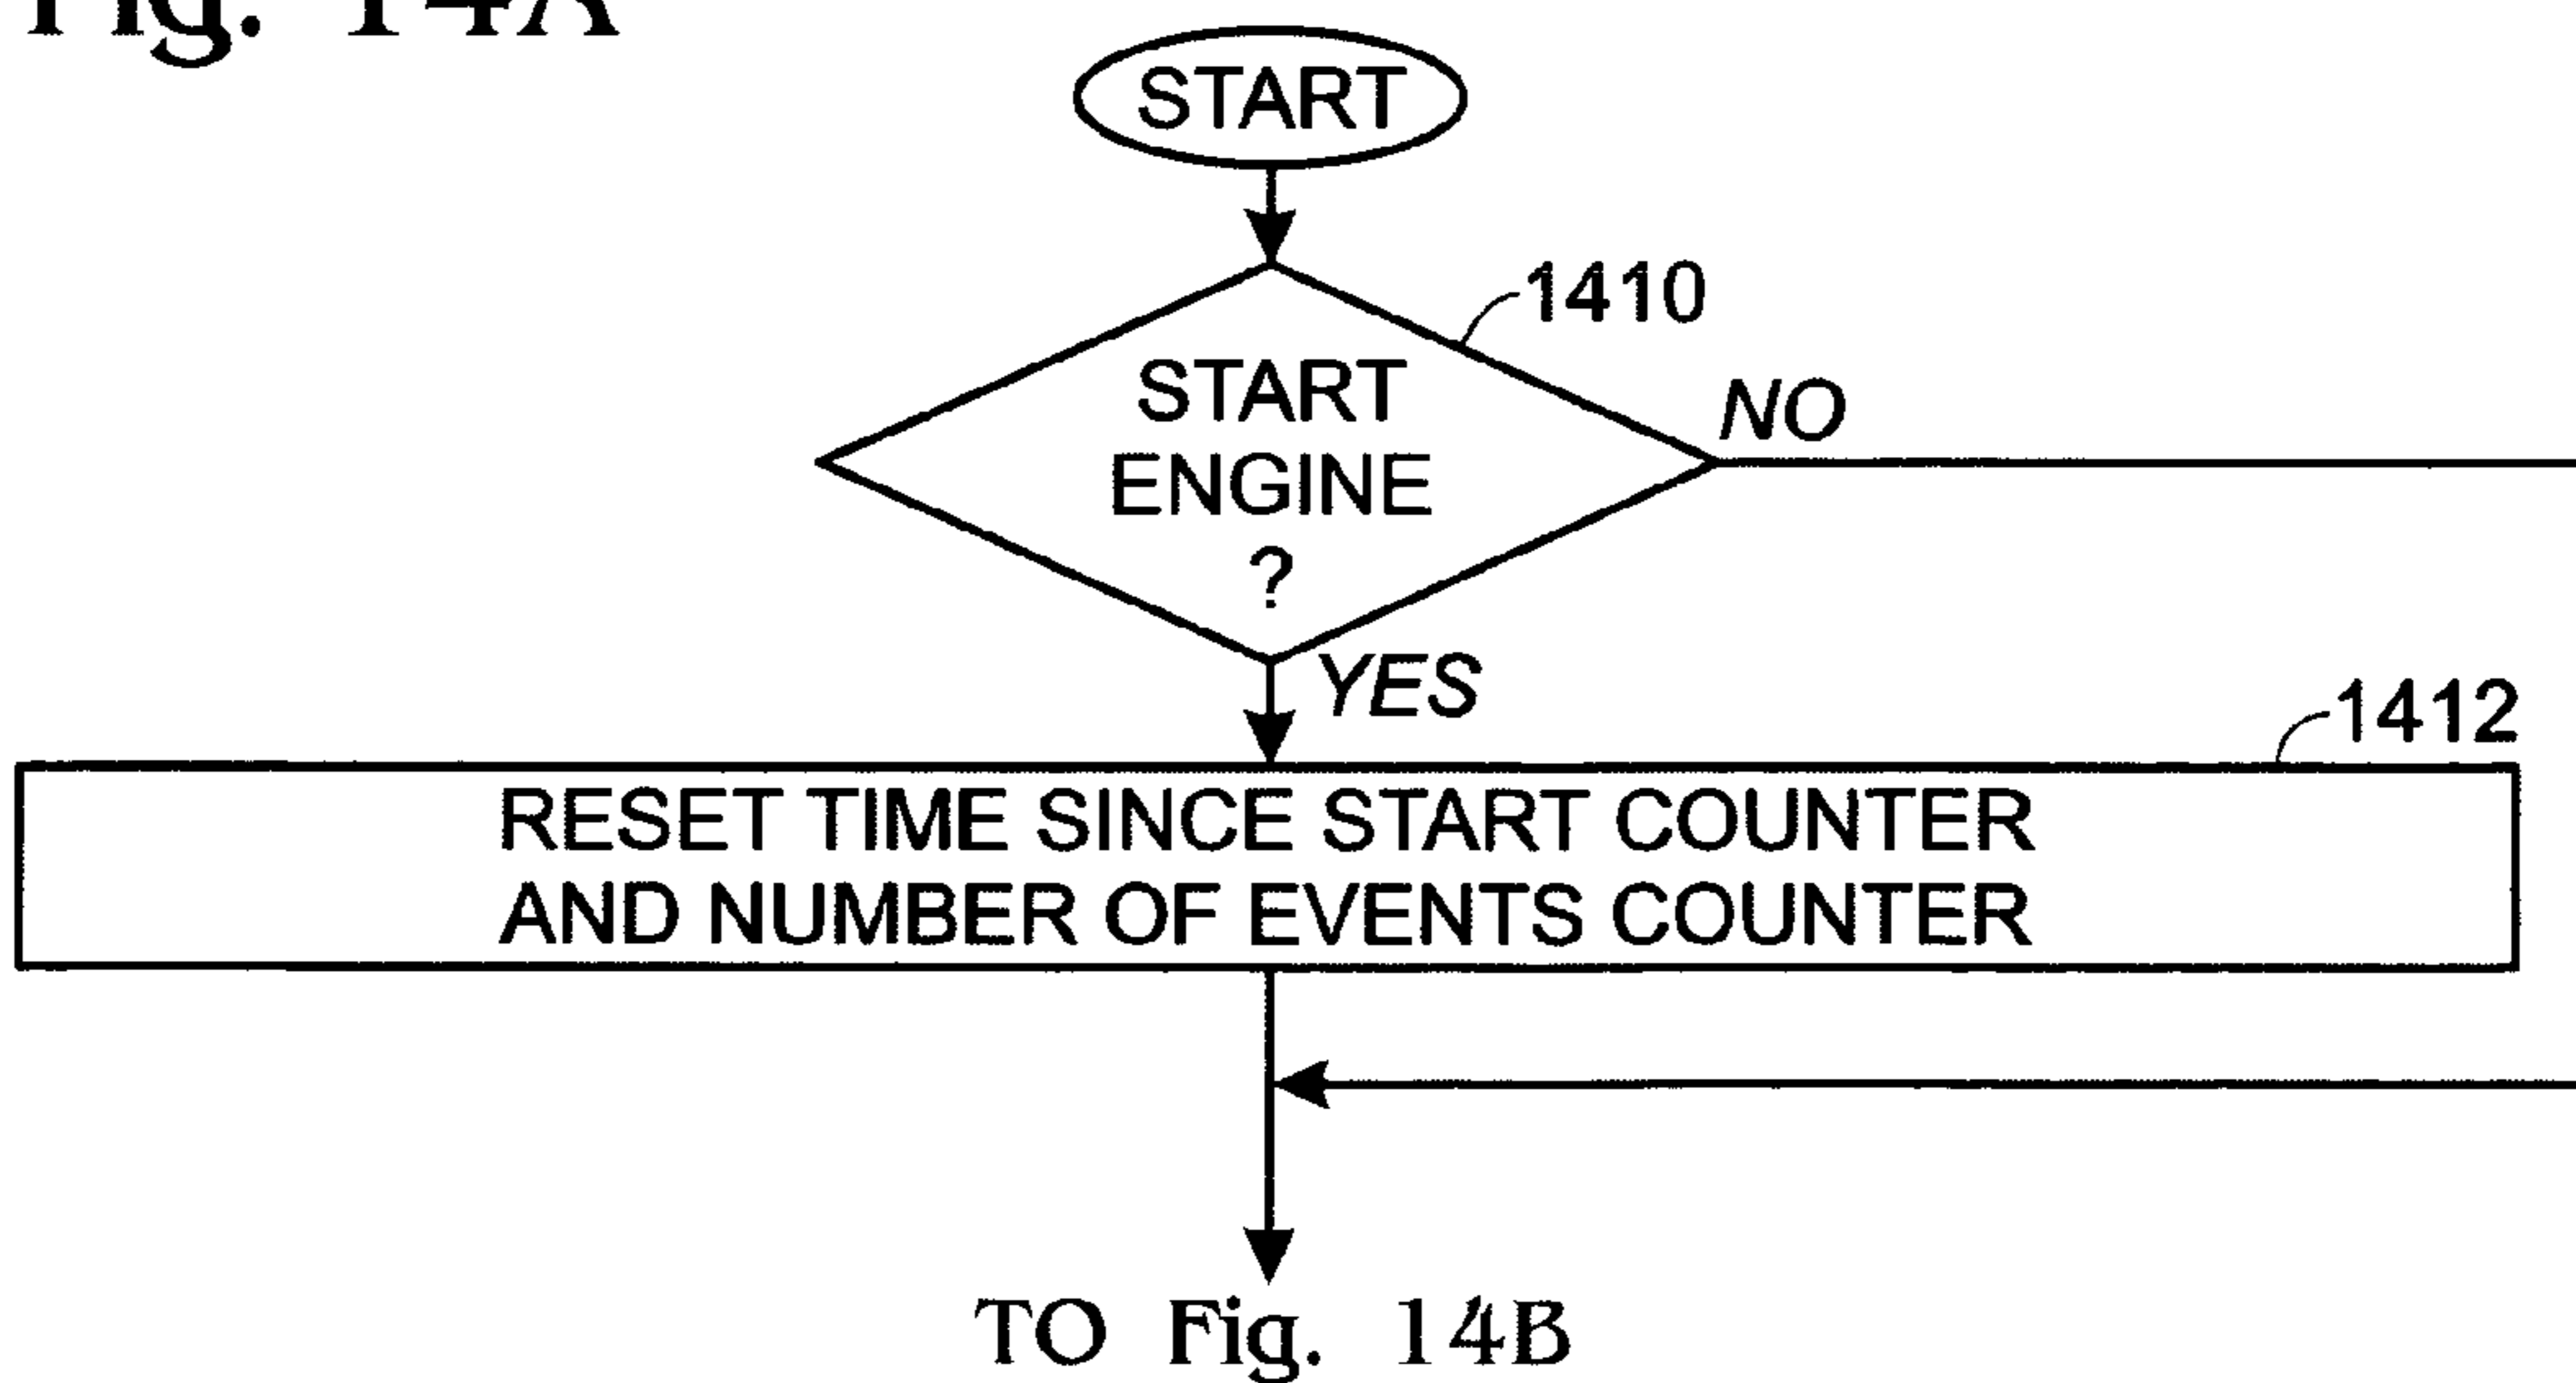 Fig. 14A
START
1410
START
ENGINE
?
NO
YES
1412
RESET TIME SINCE START COUNTER
AND NUMBER OF EVENTS COUNTER
TO Fig. 14B